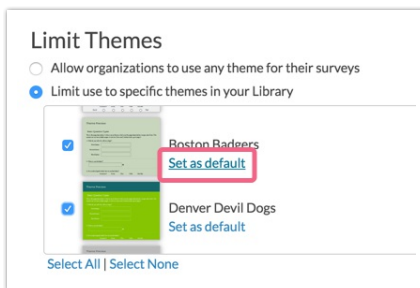 Limit Themes
Allow organizations to use any theme for their surveys
Limit use to specific themes in your Library
Boston Badgers
Set as default
Denver Devil Dogs
Set as default
Select All | Select None